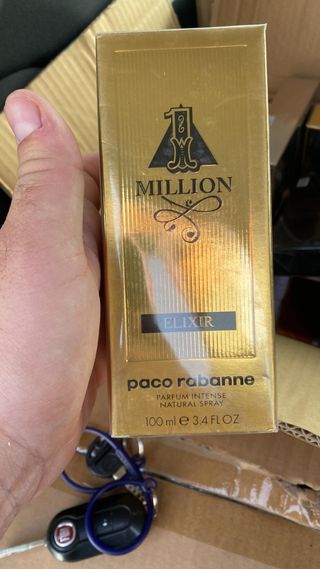 1
MILLION
ELIXIR
paco rabanne
PARFUM INTENSE
NATURAL SPRAY
100 ml e 3.4 FL OZ